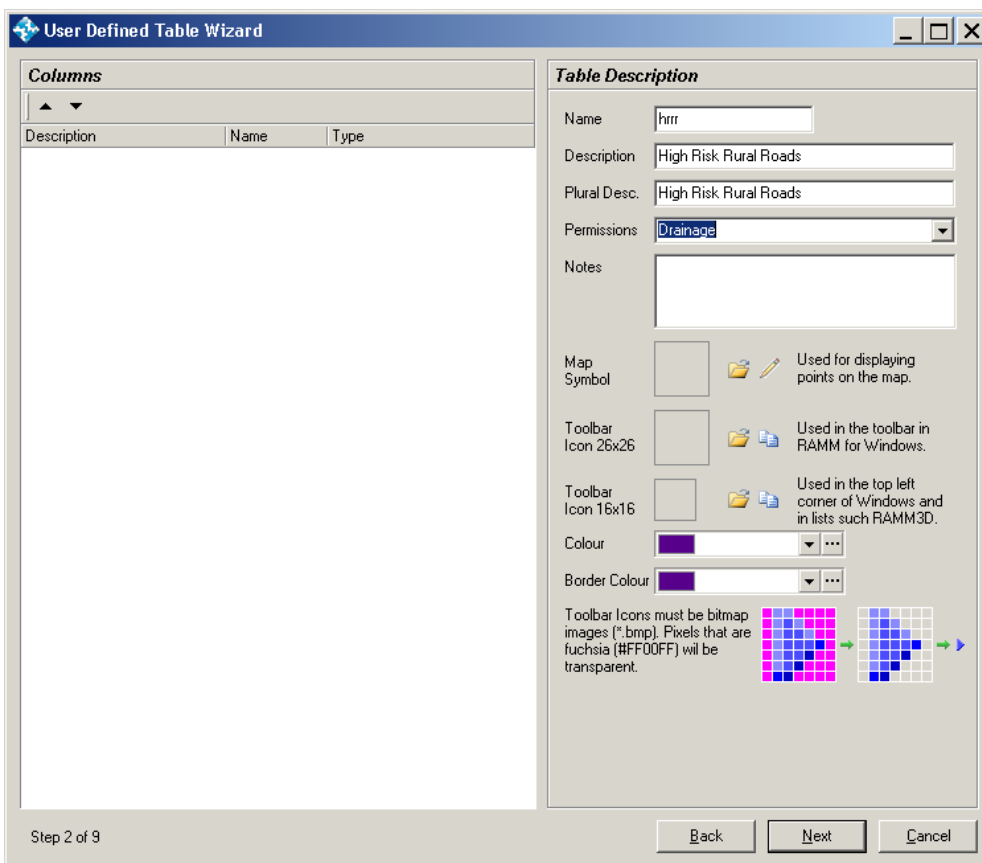 User Defined Table Wizard
Columns
Description Name Type
Table Description
Name hrrr
Description High Risk Rural Roads
Plural Desc. High Risk Rural Roads
Permissions Drainage
Notes
Map
Symbol
Used for displaying
points on the map.
Toolbar
Icon 26x26
Used in the toolbar in
RAMM for Windows.
Toolbar
Icon 16x16
Used in the top left
corner of Windows and
in lists such RAMM3D.
Colour
Border Colour
Toolbar Icons must be bitmap
images (*.bmp). Pixels that are
fuchsia (#FF00FF) wil be
transparent.
Step 2 of 9
Back Next Cancel